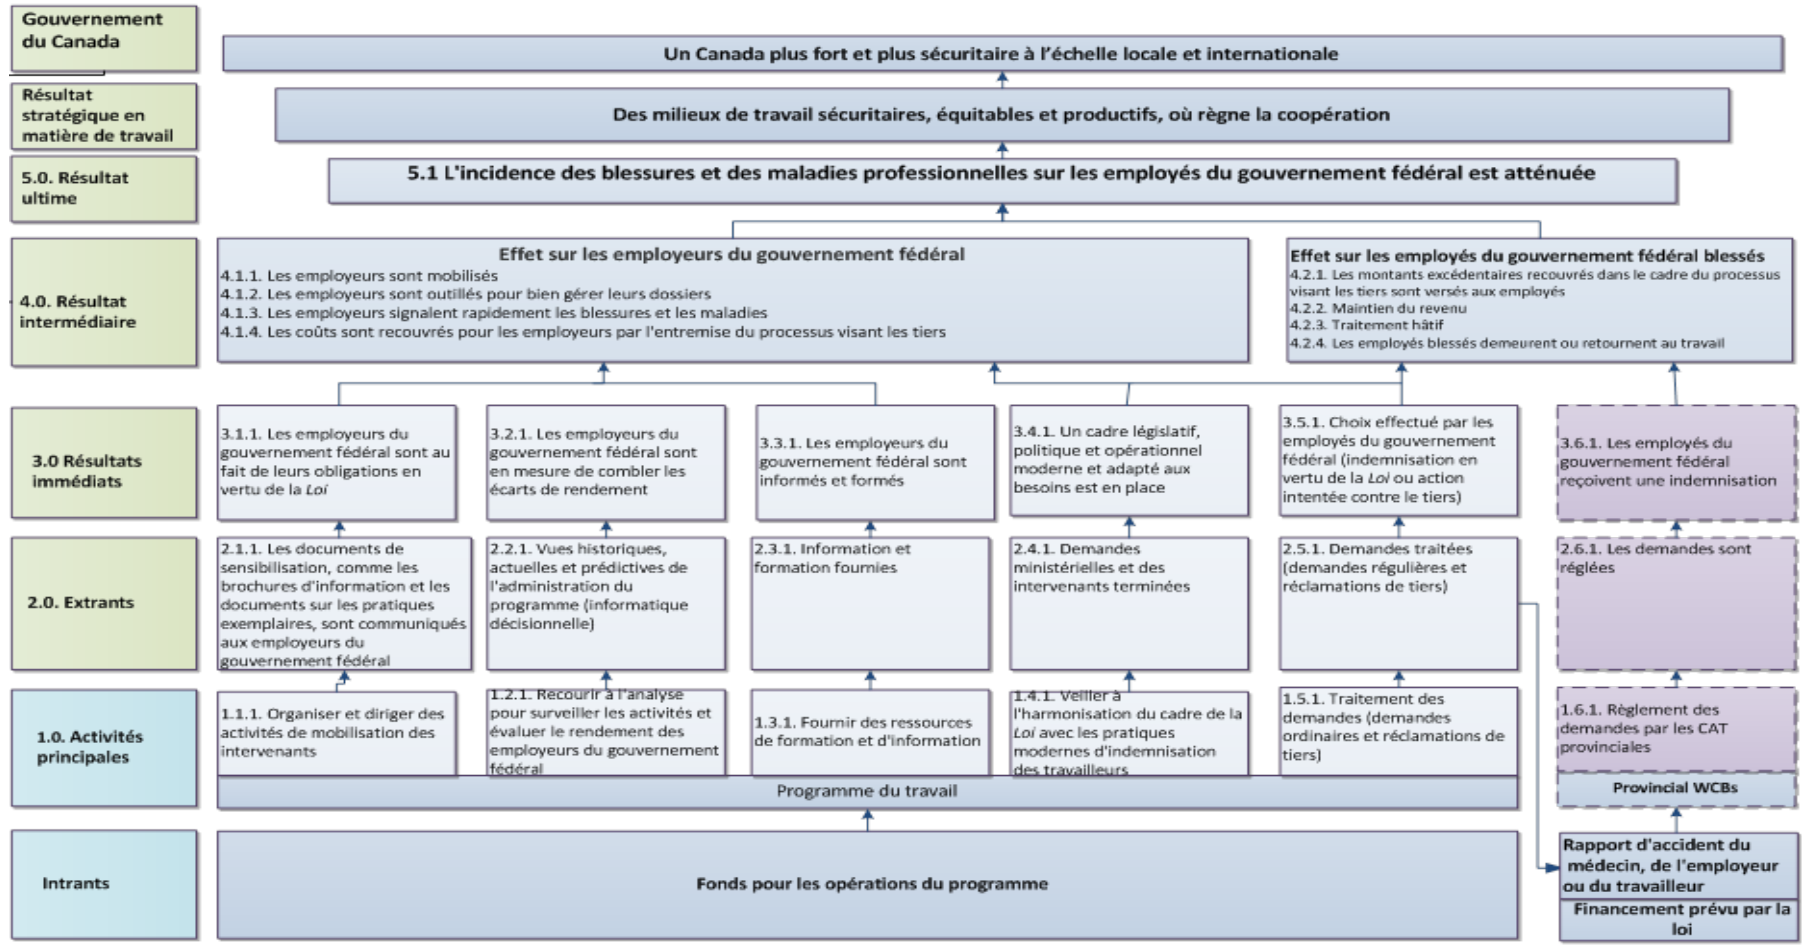 Gouvernement
du Canada
Un Canada plus fort et plus sécuritaire à l'échelle locale et internationale
Résultat
stratégique en
matière de travail
Des milieux de travail sécuritaires, équitables et productifs, où règne la coopération
5.0. Résultat
ultime
5.1 L'incidence des blessures et des maladies professionnelles sur les employés du gouvernement fédéral est atténuée
4.0. Résultat
intermédiaire
Effet sur les employeurs du gouvernement fédéral
4.1.1. Les employeurs sont mobilisés
4.1.2. Les employeurs sont outillés pour bien gérer leurs dossiers
4.1.3. Les employeurs signalent rapidement les blessures et les maladies
4.1.4. Les coûts sont recouvrés pour les employeurs par l'entremise du processus visant les tiers
Effet sur les employés du gouvernement fédéral blessés
4.2.1. Les montants excédentaires recouvrés dans le cadre du processus
visant les tiers sont versés aux employés
4.2.2. Maintien du revenu
4.2.3. Traitement hâtif
4.2.4. Les employés blessés demeurent ou retournent au travail
3.0 Résultats
immédiats
3.1.1. Les employeurs du
gouvernement fédéral sont au
fait de leurs obligations en
vertu de la Loi
3.2.1. Les employeurs du
gouvernement fédéral sont
en mesure de combler les
écarts de rendement
3.3.1. Les employeurs du
gouvernement fédéral sont
informés et formés
3.4.1. Un cadre législatif,
politique et opérationnel
moderne et adapté aux
besoins est en place
3.5.1. Choix effectué par les
employés du gouvernement
fédéral (indemnisation en
vertu de la Loi ou action
intentée contre le tiers)
3.6.1. Les employés du
gouvernement fédéral
reçoivent une indemnisation
2.0. Extrants
2.1.1. Les documents de
sensibilisation, comme les
brochures d'information et les
documents sur les pratiques
exemplaires, sont communiqués
aux employeurs du
gouvernement fédéral
2.2.1. Vues historiques,
actuelles et prédictives de
l'administration du
programme (informatique
décisionnelle)
2.3.1. Information et
formation fournies
2.4.1. Demandes
ministérielles et des
intervenants terminées
2.5.1. Demandes traitées
(demandes régulières et
réclamations de tiers)
2.6.1. Les demandes sont
réglées
1.0. Activités
principales
1.1.1. Organiser et diriger des
activités de mobilisation des
intervenants
1.2.1. Recourir à l'analyse
pour surveiller les activités et
évaluer le rendement des
employeurs du gouvernement
fédéral
1.3.1. Fournir des ressources
de formation et d'information
1.4.1. Veiller à
l'harmonisation du cadre de la
Loi avec les pratiques
modernes d'indemnisation
des travailleurs
1.5.1. Traitement des
demandes (demandes
ordinaires et réclamations de
tiers)
1.6.1. Règlement des
demandes par les CAT
provinciales
Programme du travail
Provincial WCBs
Intrants
Fonds pour les opérations du programme
Rapport d'accident du
médecin, de l'employeur
ou du travailleur
Financement prévu par la
loi